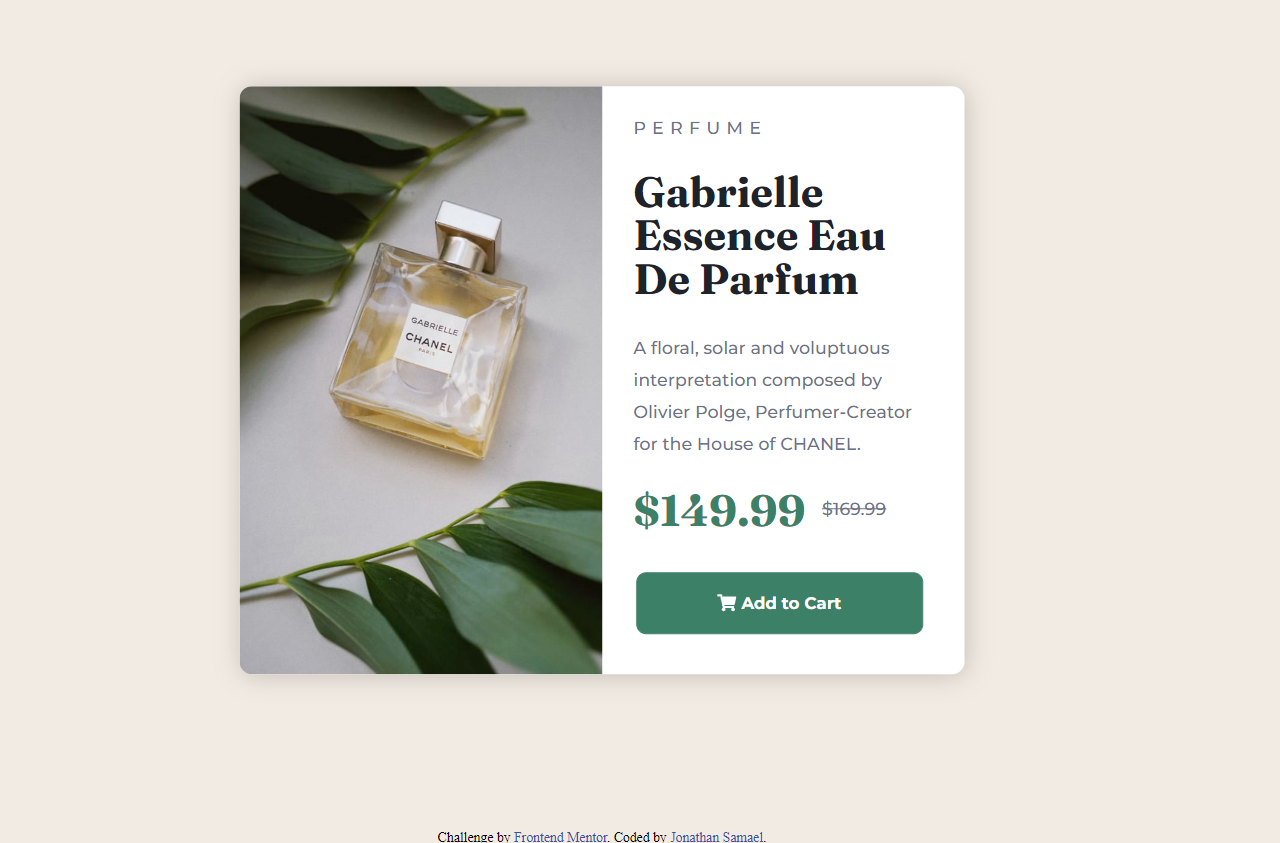 GABRIELLE
CHANEL
PARIS
PERFUME
Gabrielle
Essence Eau
De Parfum
A floral, solar and voluptuous
interpretation composed by
Olivier Polge, Perfumer-Creator
for the House of CHANEL.
$149.99 $169.99
Add to Cart
Challenge by Frontend Mentor. Coded by Jonathan Samael.